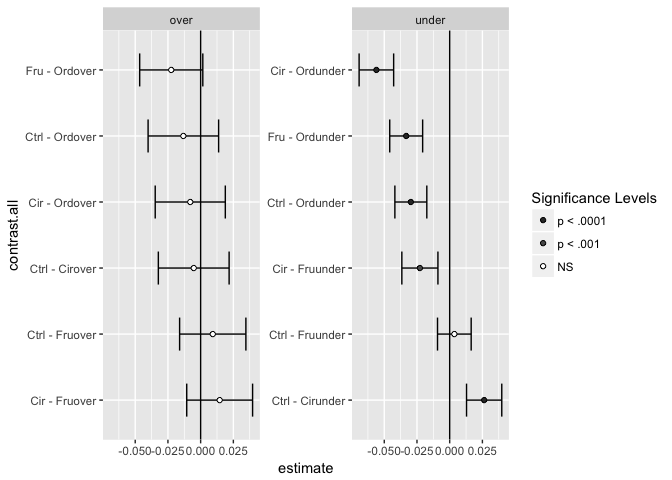 over
under
Fru - Ordover
Ctrl - Ordover
Cir - Ordover
Ctrl - Cirover
Ctrl - Fruover
Cir - Fruover
contrast.all
Cir - Ordunder
Fru - Ordunder
Ctrl - Ordunder
Cir - Fruunder
Ctrl - Fruunder
Ctrl - Cirunder
-0.050 -0.025 0.000 0.025
-0.050 -0.025 0.000 0.025
estimate
Significance Levels
p < .0001
p < .001
NS